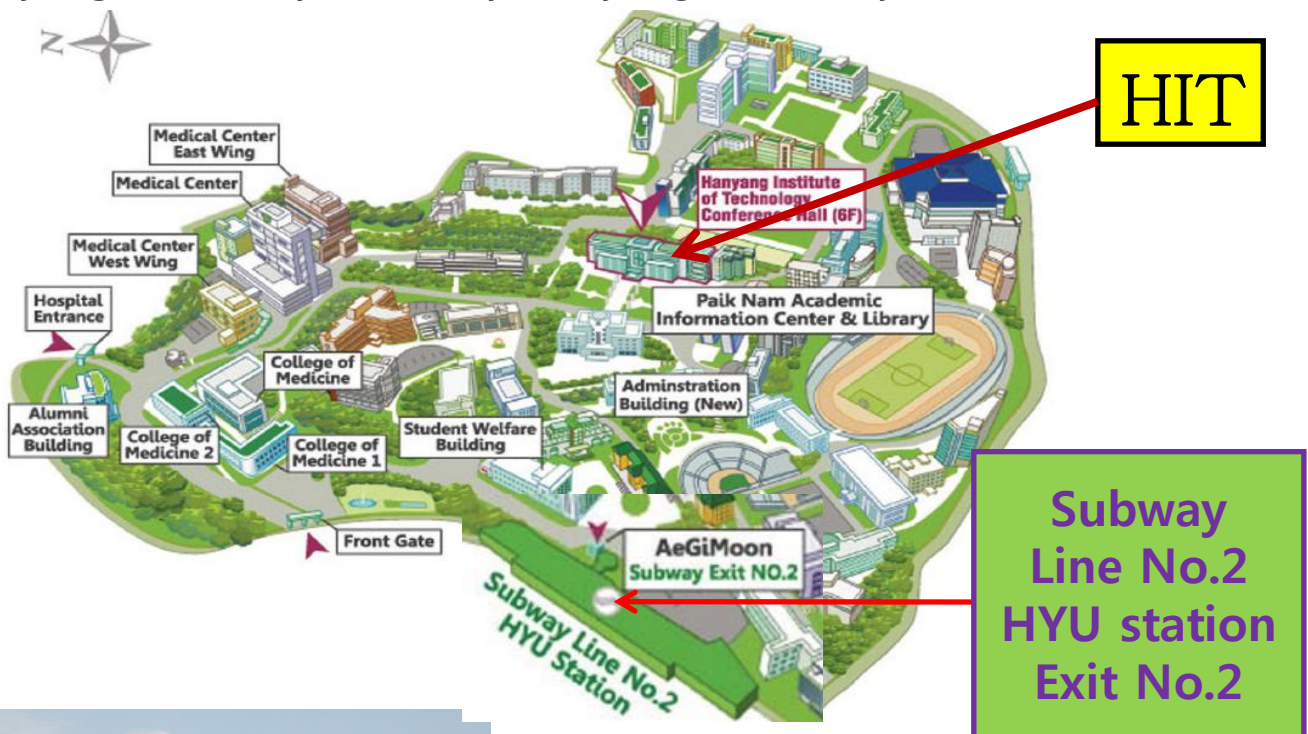 N
HIT
Medical Center
East Wing
Medical Center
Hanyang Institute
of Technology
Conference Hall (6F)
Medical Center
West Wing
Hospital
Entrance
Paik Nam Academic
Information Center & Library
College of
Medicine
Adminstration
Building (New)
Alumni
Association
Building
College of
Medicine 2
College of
Medicine 1
Student Welfare
Building
Front Gate
AeGiMoon
Subway Exit NO.2
Subway Line No.2
HYU Station
Subway
Line No.2
HYU station
Exit No.2